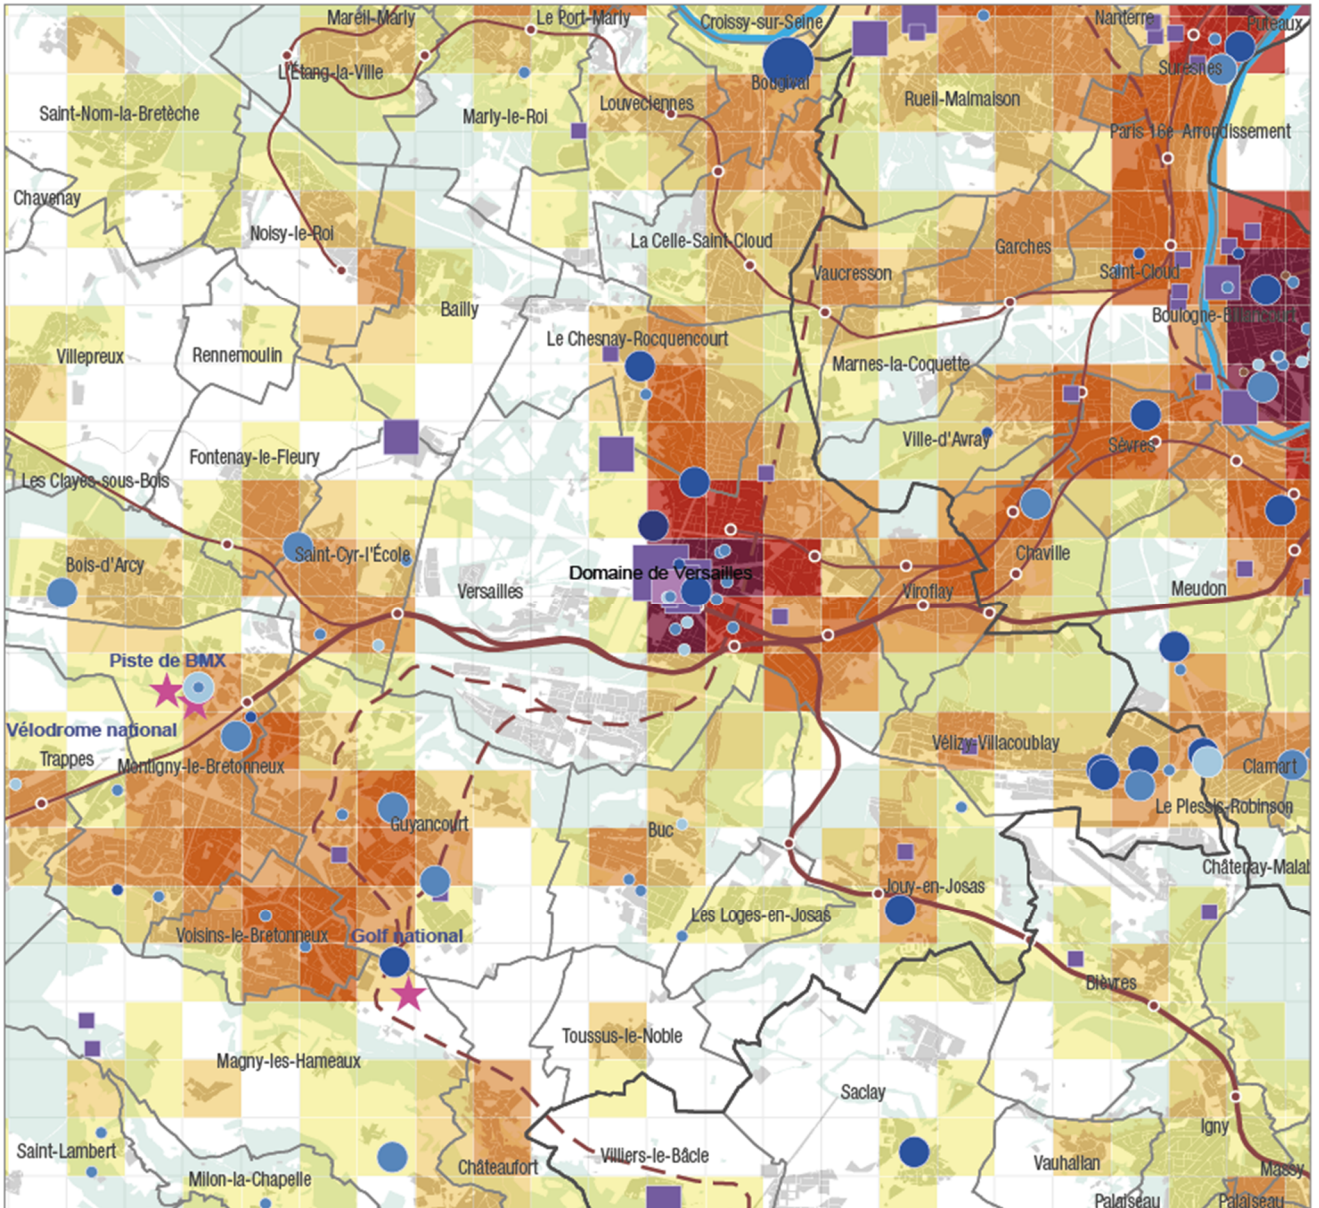 Mareil-Marly
Le Port-Marly
Croissy-sur-Seine
Nanterre
Puteaux
L'Étang-la-Ville
Bougival
Suresnes
Saint-Nom-la-Bretèche
Marly-le-Roi
Louveciennes
Rueil-Malmaison
Paris 16e Arrondissement
Chavenay
Noisy-le-Roi
La Celle-Saint-Cloud
Vaucresson
Garches
Saint-Cloud
Bailly
Boulogne-Billancourt
Villepreux
Rennemoulin
Le Chesnay-Rocquencourt
Marnes-la-Coquette
Ville-d'Avray
Sèvres
Fontenay-le-Fleury
Les Clayes-sous-Bois
Bois-d'Arcy
Saint-Cyr-l'École
Versailles
Domaine de Versailles
Chaville
Viroflay
Meudon
Piste de BMX
Vélodrome national
Trappes
Montigny-le-Bretonneux
Vélizy-Villacoublay
Clamart
Le Plessis-Robinson
Guyancourt
Buc
Châtenay-Malab
Jouy-en-Josas
Les Loges-en-Josas
Voisins-le-Bretonneux
Golf national
Bièvres
Toussus-le-Noble
Magny-les-Hameaux
Saclay
Igny
Saint-Lambert
Milon-la-Chapelle
Châteaufort
Villiers-le-Bâcle
Vauhallan
Massy
Palaiseau
Palaiseau